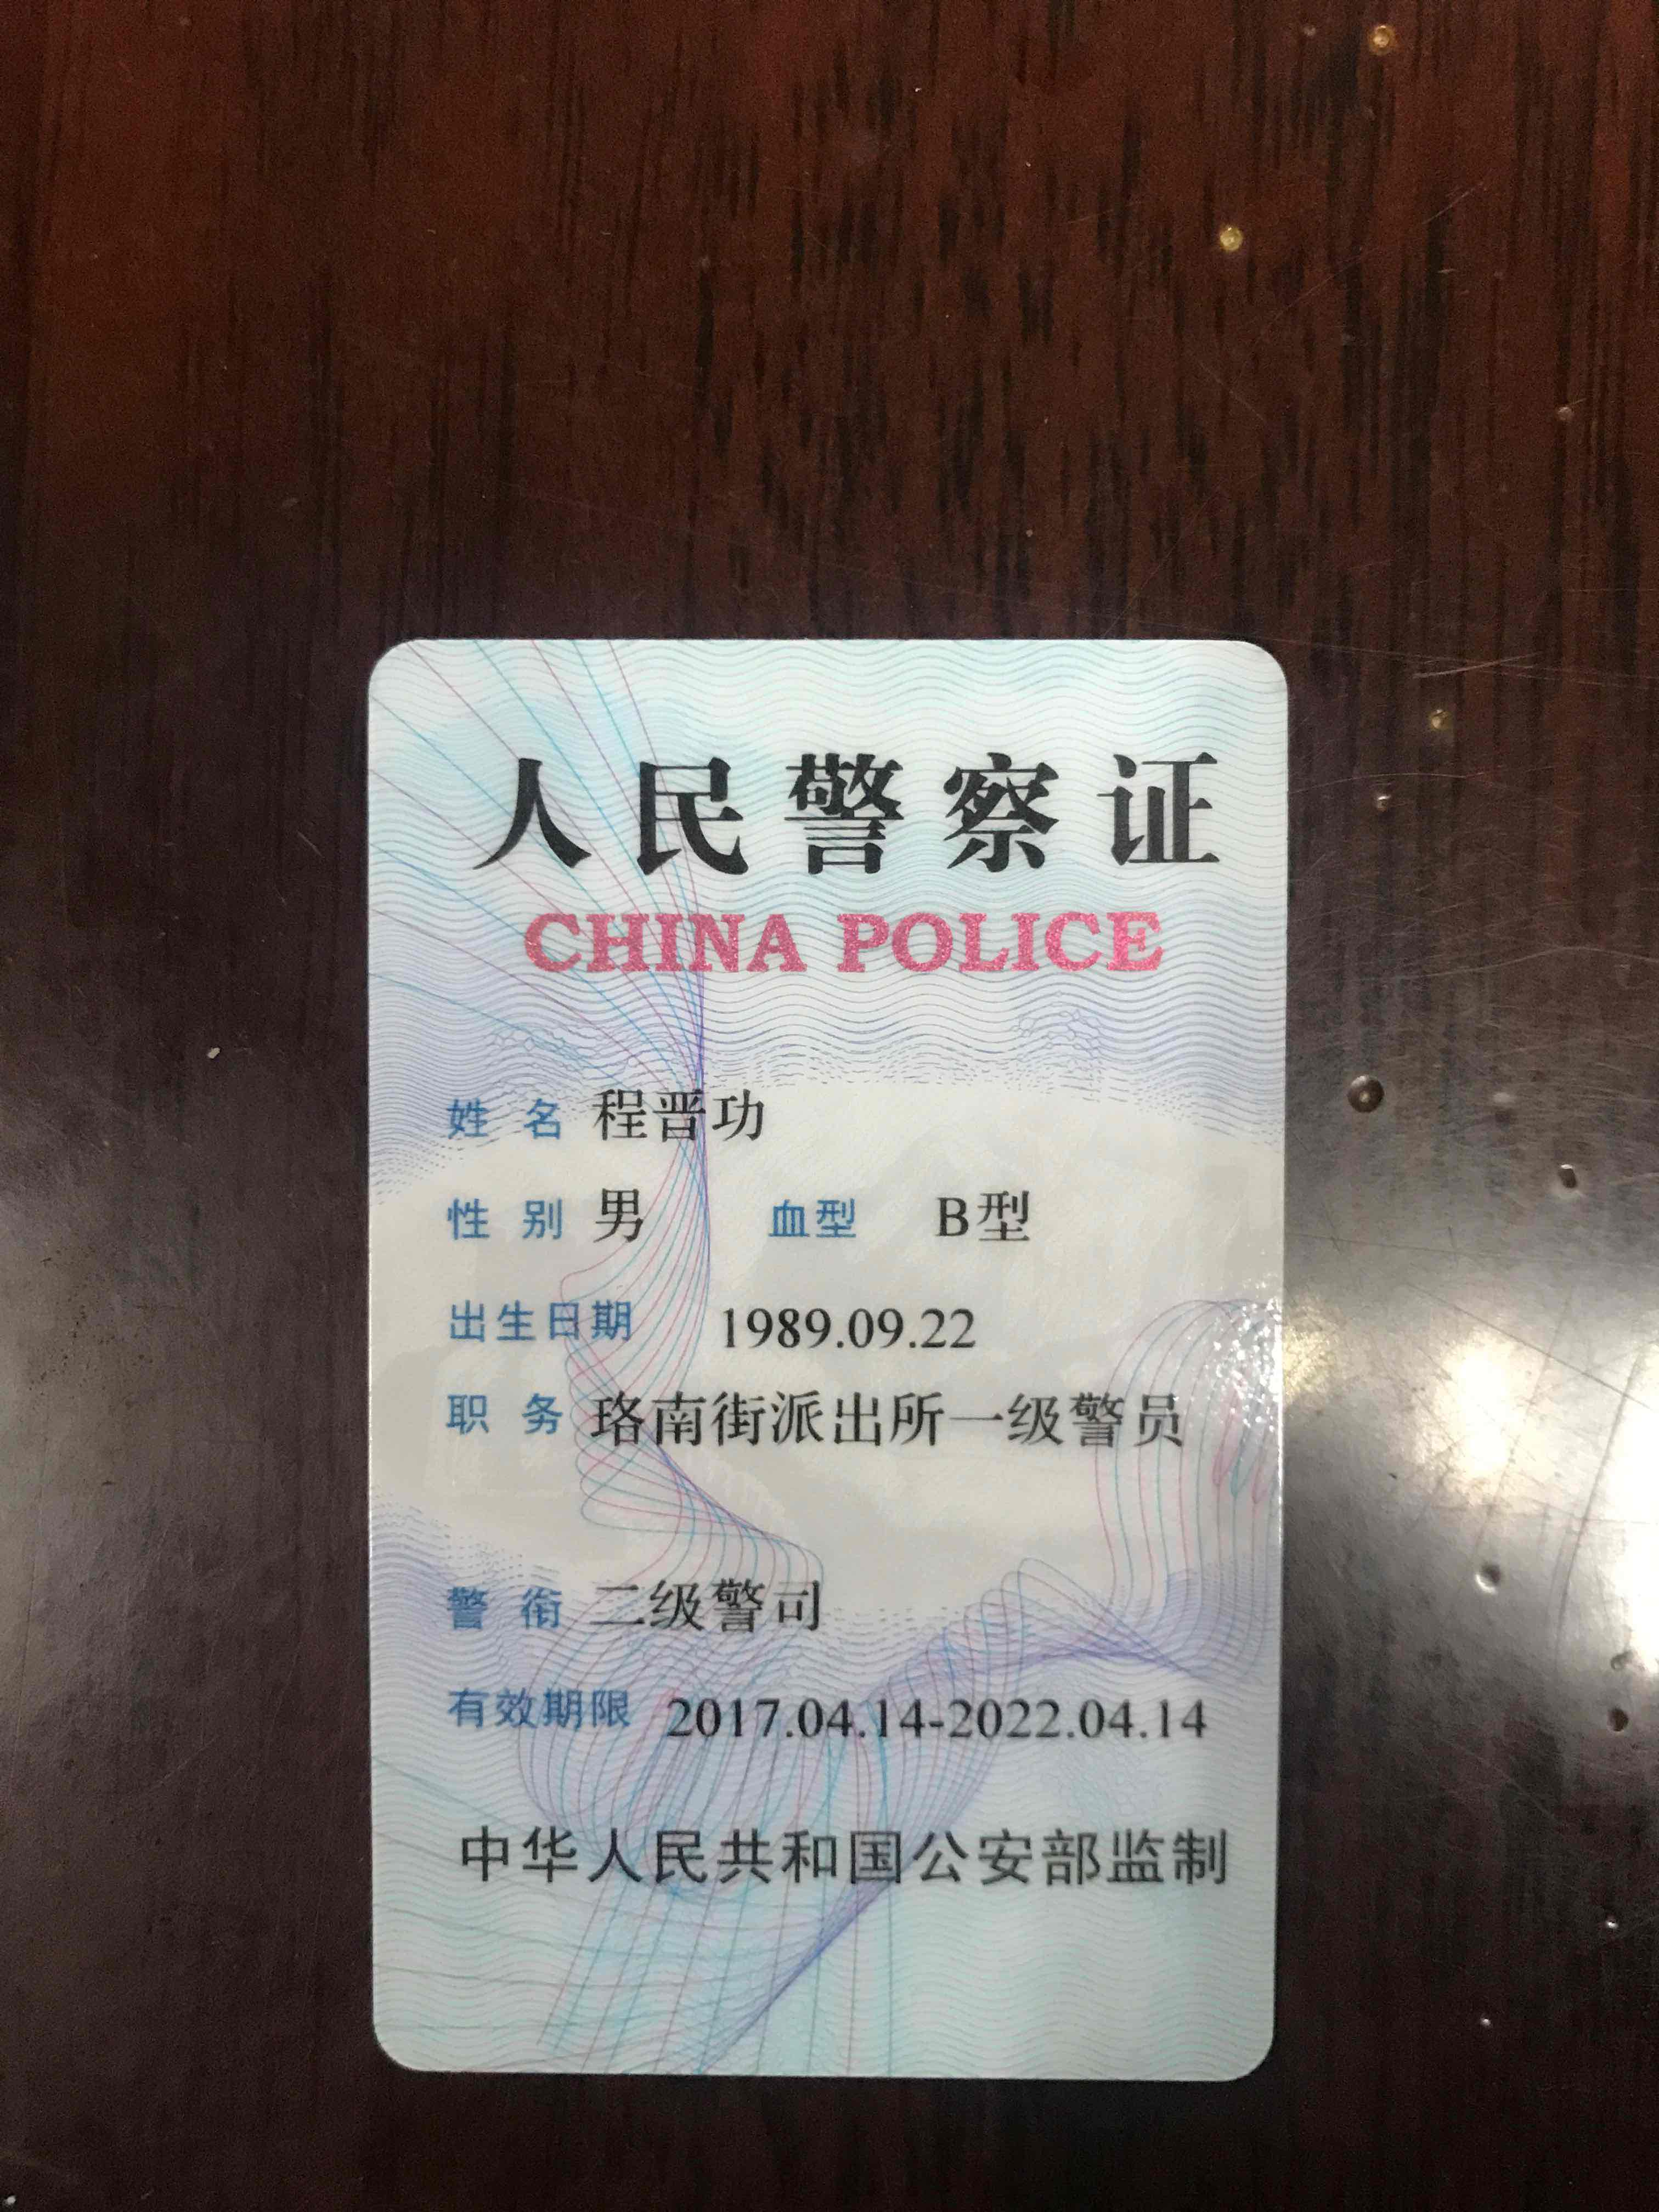 人民警察证
CHINA POLICE
姓 名 程晋功
性 别 男 血型 B型
出生日期 1989.09.22
职 务 珞南街派出所一级警员
警 衔 二级警司
有效期限 2017.04.14-2022.04.14
中华人民共和国公安部监制